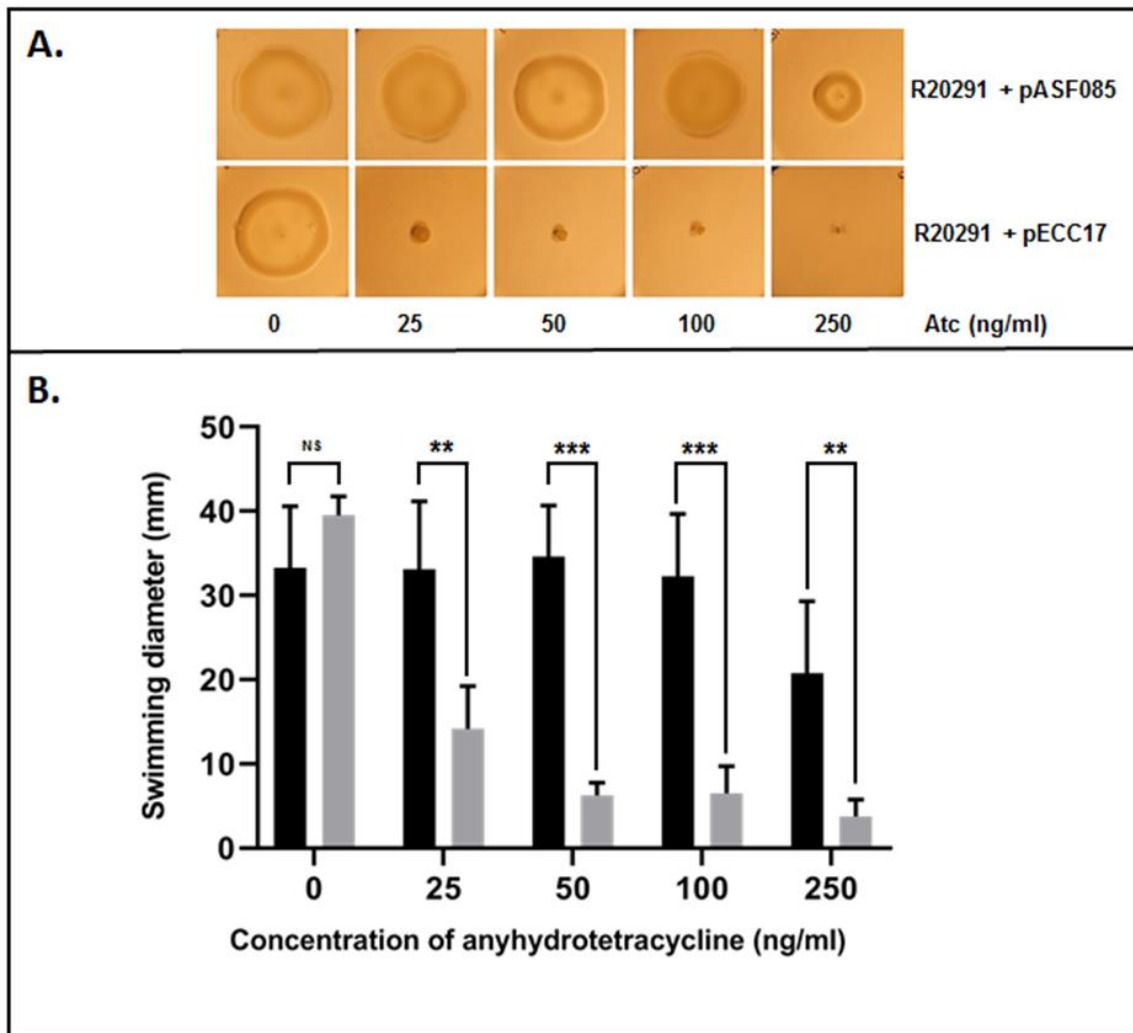 A.
R20291 + pASF085
R20291 + pECC17
0 25 50 100 250 Atc (ng/ml)
B.
50
40
30
20
10
0
Swimming diameter (mm)
NS ** *** *** **
0 25 50 100 250
Concentration of anyhydrotetracycline (ng/ml)